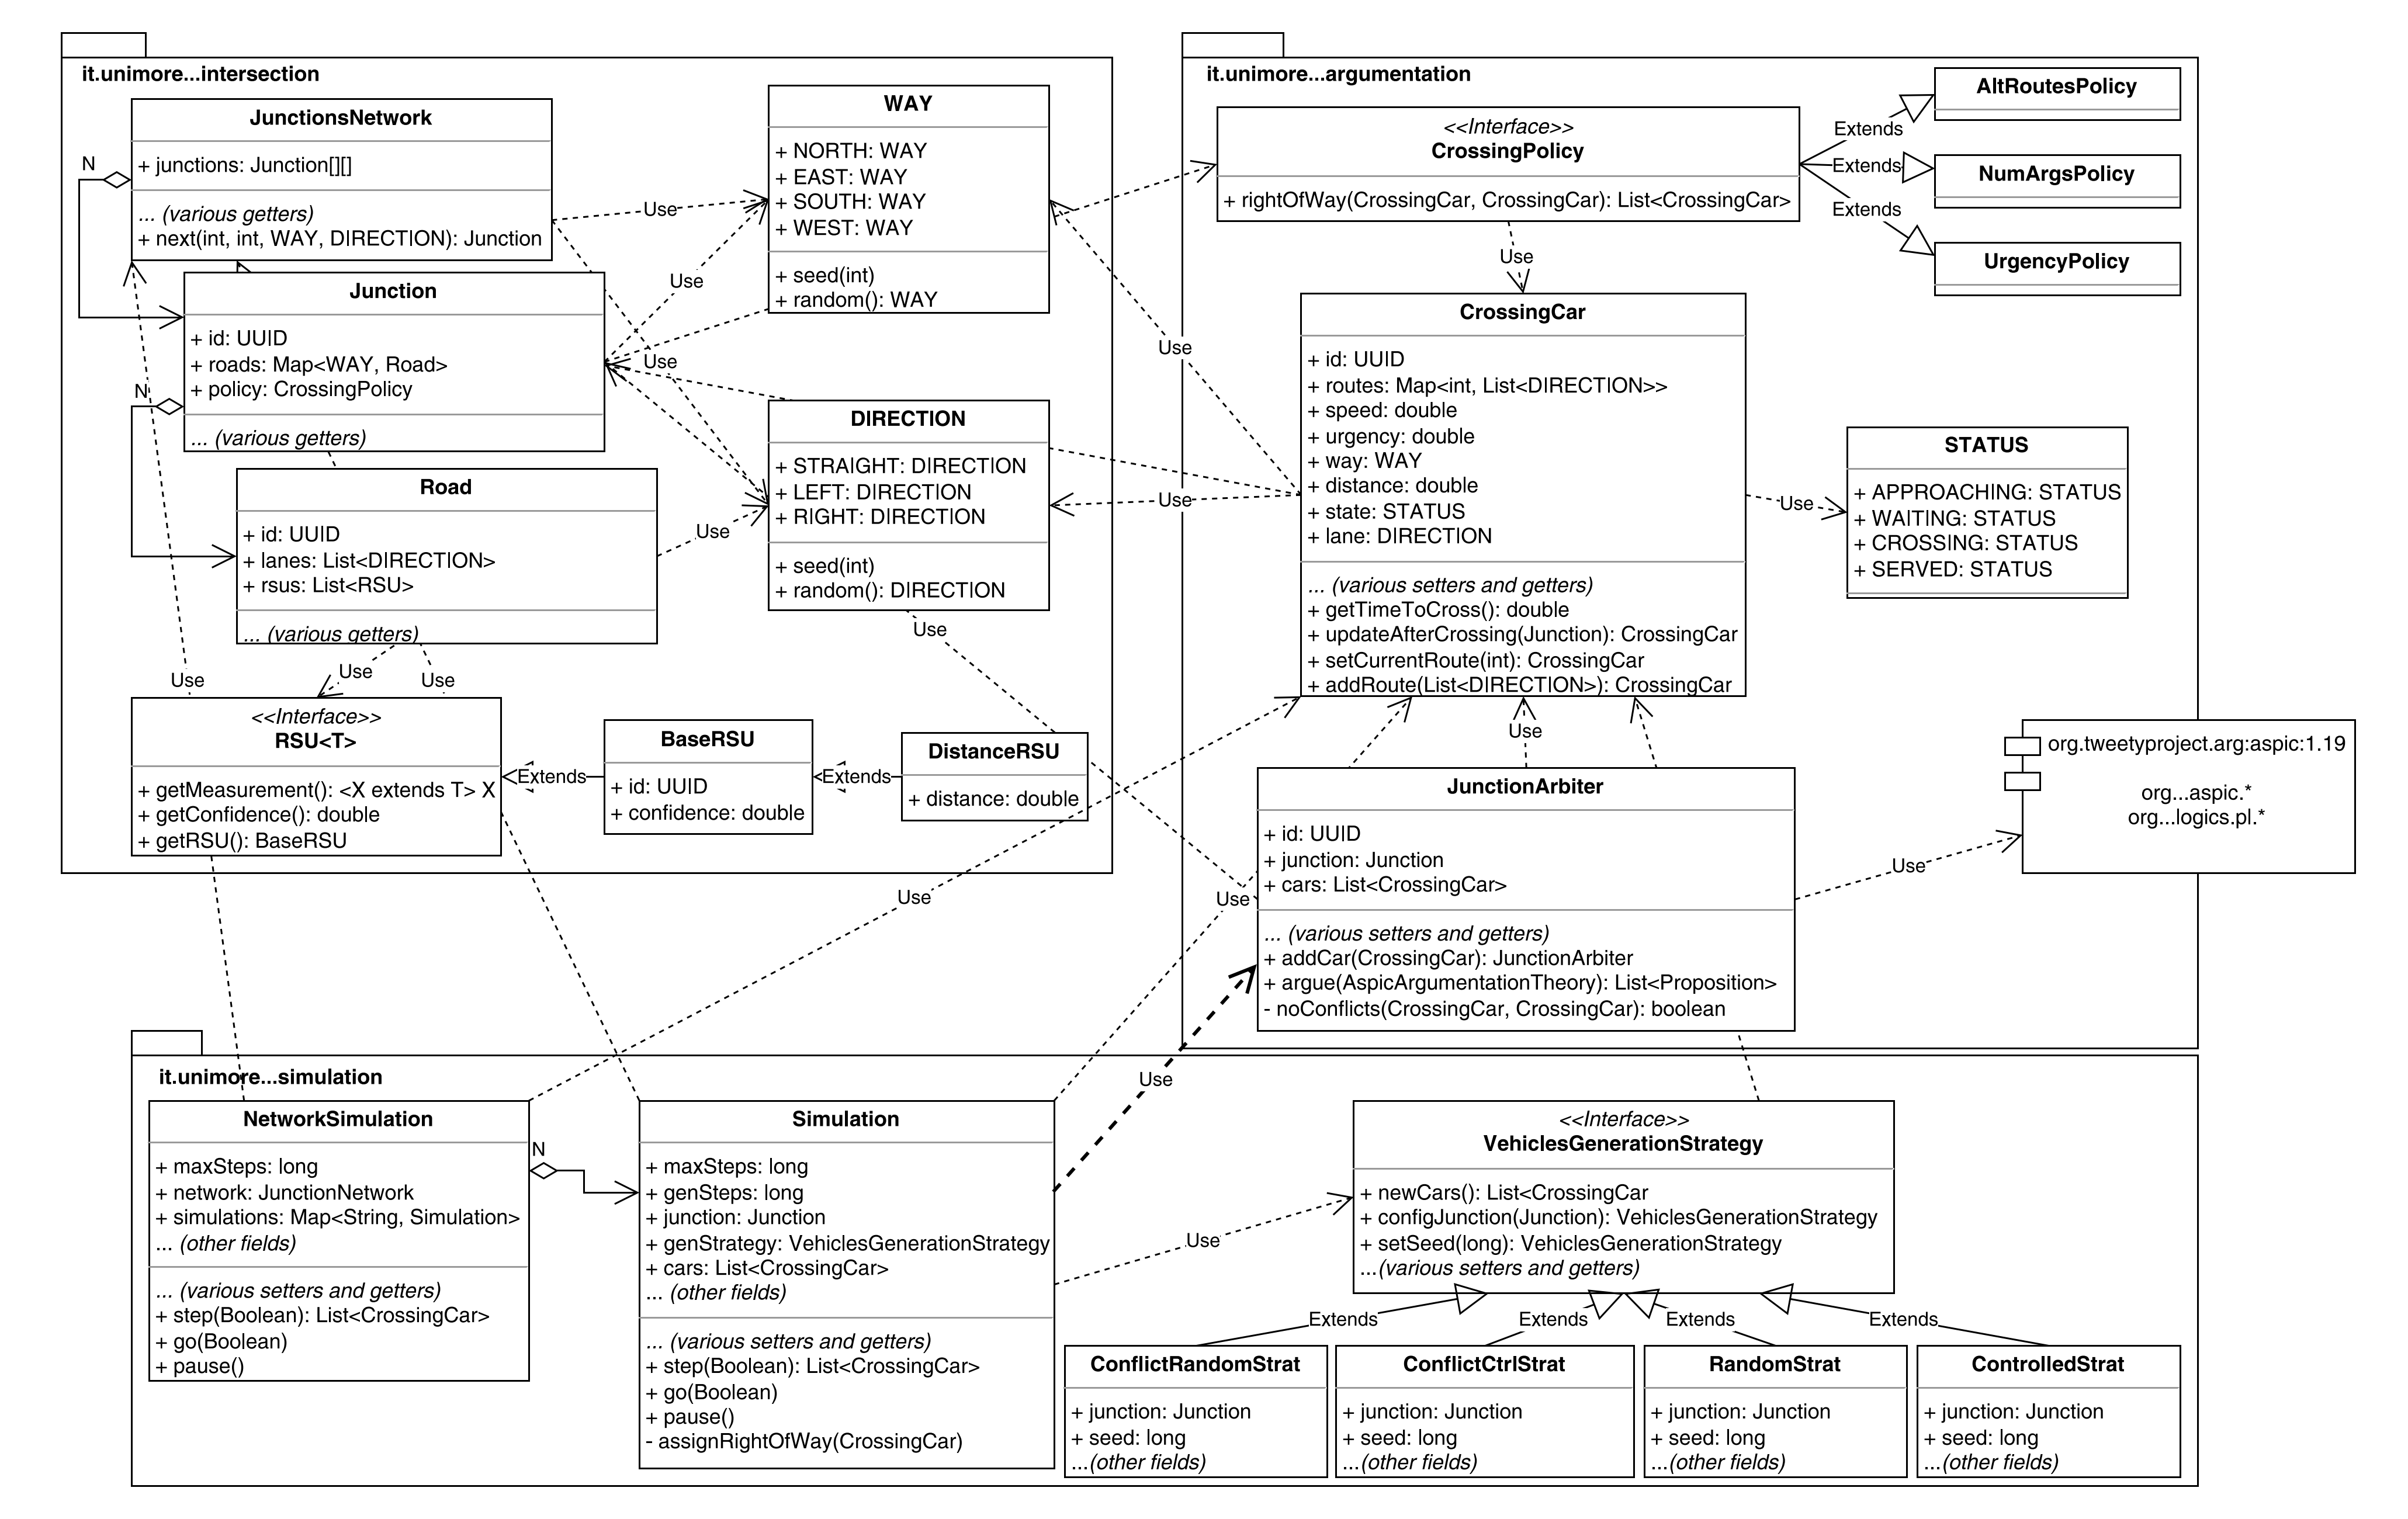 it.unimore...intersection
JunctionsNetwork
+ junctions: Junction[][]
... (various getters)
+ next(int, int, WAY, DIRECTION): Junction
N
Junction
+ id: UUID
+ roads: Map<WAY, Road>
+ policy: CrossingPolicy
... (various getters)
N
Road
+ id: UUID
+ lanes: List<DIRECTION>
+ rsus: List<RSU>
... (various getters)
WAY
+ NORTH: WAY
+ EAST: WAY
+ SOUTH: WAY
+ WEST: WAY
+ seed(int)
+ random(): WAY
Use
Use
Use
DIRECTION
+ STRAIGHT: DIRECTION
+ LEFT: DIRECTION
+ RIGHT: DIRECTION
+ seed(int)
+ random(): DIRECTION
Use
Use
Use
Use
Use
<<Interface>>
RSU<T>
+ getMeasurement(): <X extends T> X
+ getConfidence(): double
+ getRSU(): BaseRSU
Extends
BaseRSU
+ id: UUID
+ confidence: double
Extends
DistanceRSU
+ distance: double
it.unimore...argumentation
<<Interface>>
CrossingPolicy
+ rightOfWay(CrossingCar, CrossingCar): List<CrossingCar>
Extends
Extends
Extends
AltRoutesPolicy
NumArgsPolicy
UrgencyPolicy
Use
Use
Use
CrossingCar
+ id: UUID
+ routes: Map<int, List<DIRECTION>>
+ speed: double
+ urgency: double
+ way: WAY
+ distance: double
+ state: STATUS
+ lane: DIRECTION
... (various setters and getters)
+ getTimeToCross(): double
+ updateAfterCrossing(Junction): CrossingCar
+ setCurrentRoute(int): CrossingCar
+ addRoute(List<DIRECTION>): CrossingCar
Use
STATUS
+ APPROACHING: STATUS
+ WAITING: STATUS
+ CROSSING: STATUS
+ SERVED: STATUS
Use
JunctionArbiter
+ id: UUID
+ junction: Junction
+ cars: List<CrossingCar>
... (various setters and getters)
+ addCar(CrossingCar): JunctionArbiter
+ argue(AspicArgumentationTheory): List<Proposition>
- noConflicts(CrossingCar, CrossingCar): boolean
Use
org.tweetyproject.arg:aspic:1.19
org...aspic.*
org...logics.pl.*
Use
Use
Use
it.unimore...simulation
NetworkSimulation
+ maxSteps: long
+ network: JunctionNetwork
+ simulations: Map<String, Simulation>
... (other fields)
... (various setters and getters)
+ step(Boolean): List<CrossingCar>
+ go(Boolean)
+ pause()
N
Simulation
+ maxSteps: long
+ genSteps: long
+ junction: Junction
+ genStrategy: VehiclesGenerationStrategy
+ cars: List<CrossingCar>
... (other fields)
... (various setters and getters)
+ step(Boolean): List<CrossingCar>
+ go(Boolean)
+ pause()
- assignRightOfWay(CrossingCar)
Use
<<Interface>>
VehiclesGenerationStrategy
+ newCars(): List<CrossingCar
+ configJunction(Junction): VehiclesGenerationStrategy
+ setSeed(long): VehiclesGenerationStrategy
...(various setters and getters)
Extends
Extends
Extends
Extends
ConflictRandomStrat
+ junction: Junction
+ seed: long
...(other fields)
ConflictCtrlStrat
+ junction: Junction
+ seed: long
...(other fields)
RandomStrat
+ junction: Junction
+ seed: long
...(other fields)
ControlledStrat
+ junction: Junction
+ seed: long
...(other fields)